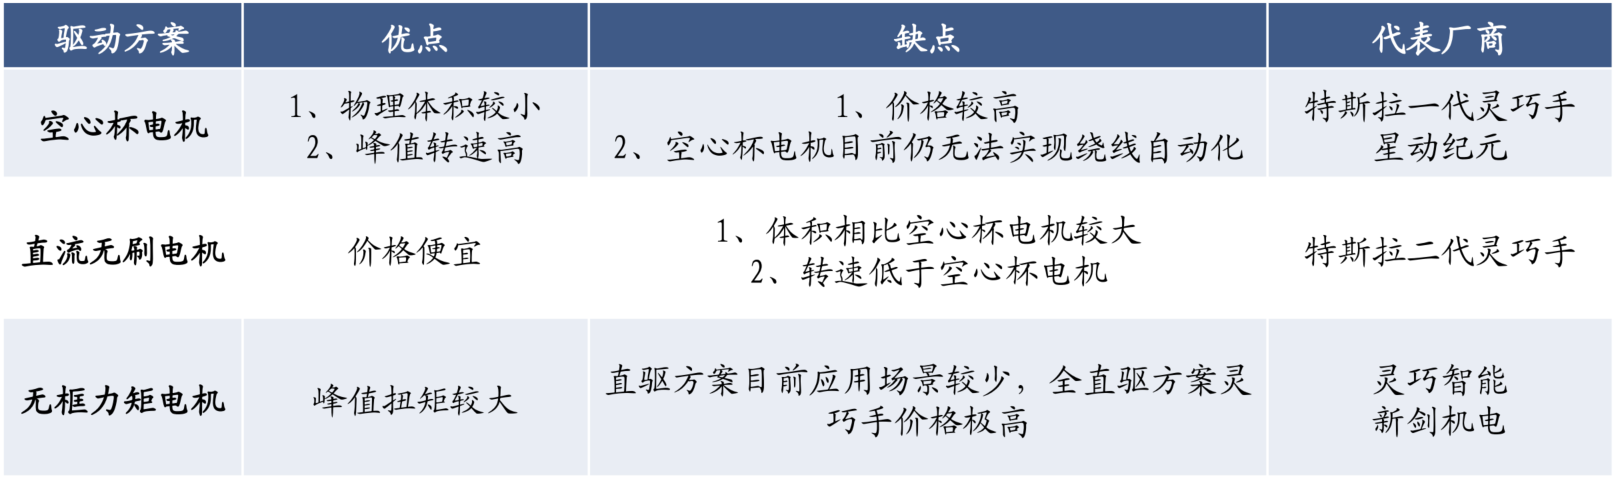 驱动方案 优点 缺点 代表厂商
空心杯电机
1、物理体积较小
2、峰值转速高
1、价格较高
2、空心杯电机目前仍无法实现绕线自动化
特斯拉一代灵巧手
星动纪元
直流无刷电机
价格便宜
1、体积相比空心杯电机较大
2、转速低于空心杯电机
特斯拉二代灵巧手
无框力矩电机
峰值扭矩较大
直驱方案目前应用场景较少，全直驱方案灵
巧手价格极高
灵巧智能
新剑机电